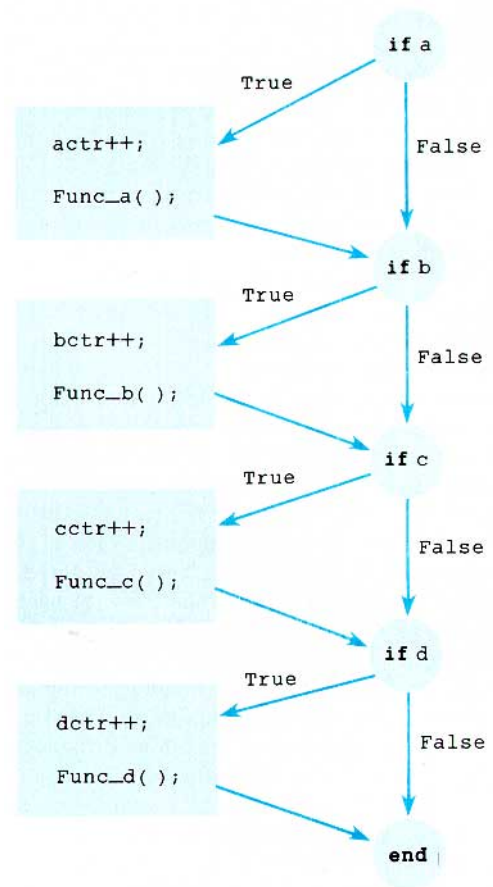 if a
True
False
actr++;
Func_a( );
if b
True
False
bctr++;
Func_b( );
if c
True
False
cctr++;
Func_c( );
if d
True
False
dctr++;
Func_d( );
end